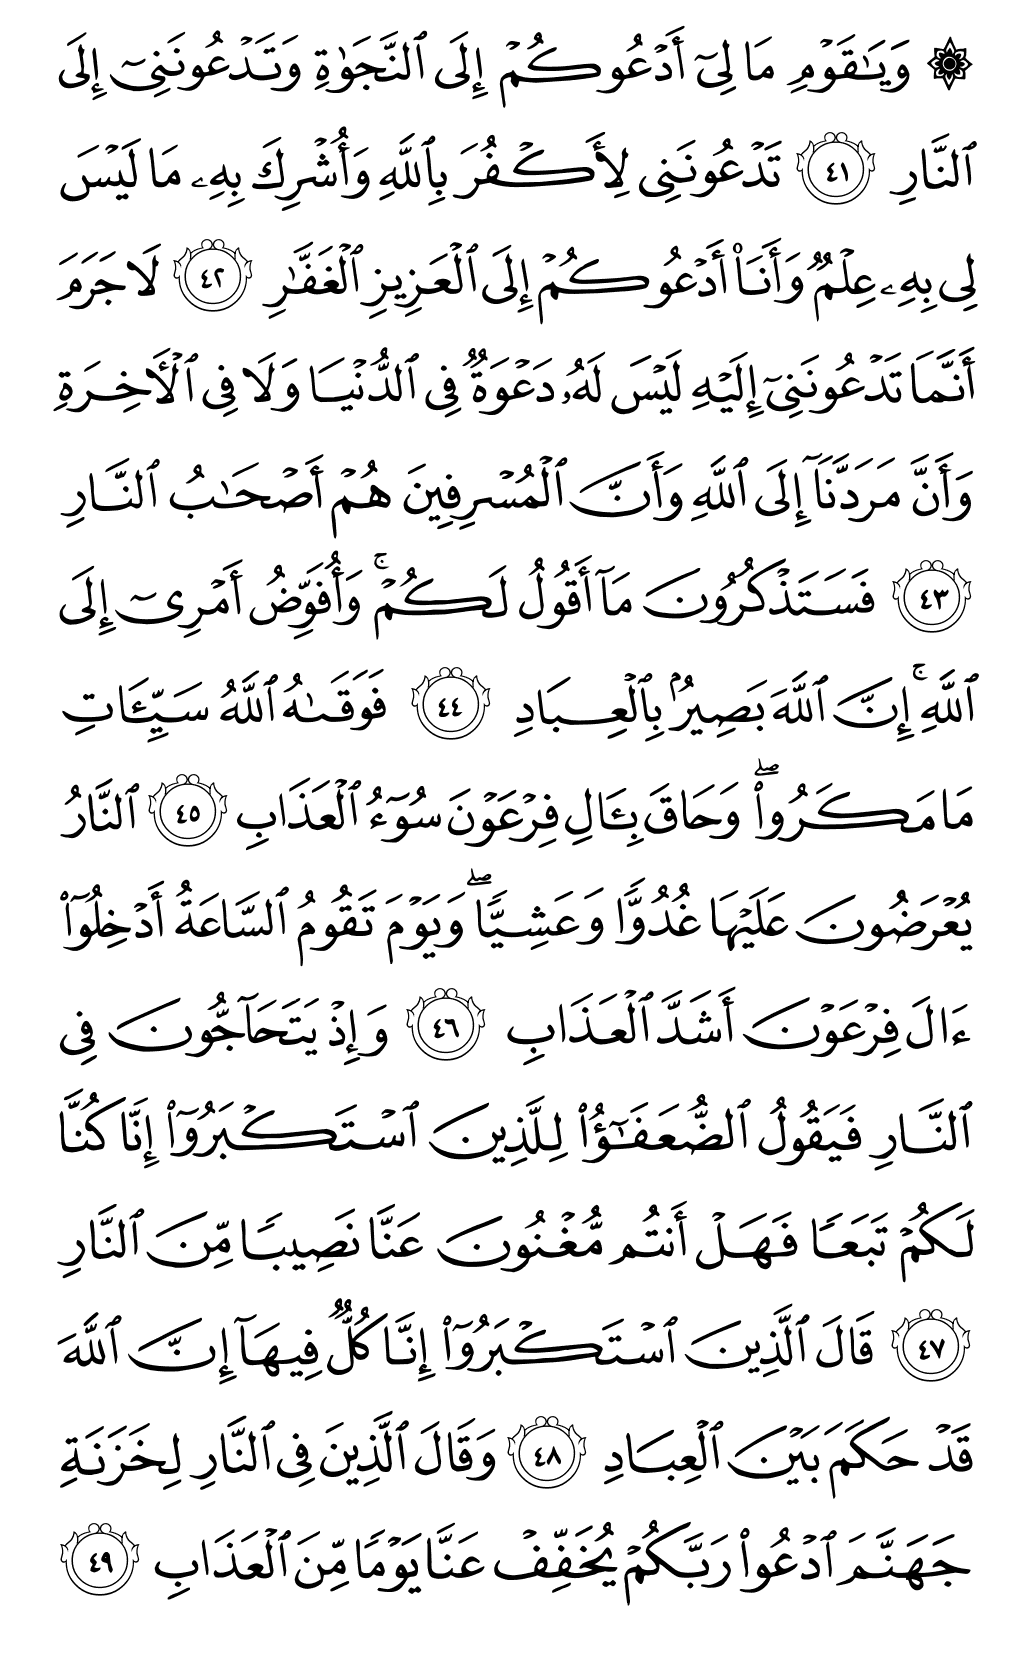 ۞ وَيَٰقَوۡمِ مَا لِيٓ أَدۡعُوكُمۡ إِلَى ٱلنَّجَوٰةِ وَتَدۡعُونَنِيٓ إِلَى
ٱلنَّارِ ٤١ تَدۡعُونَنِي لِأَكۡفُرَ بِٱللَّهِ وَأُشۡرِكَ بِهِۦ مَا لَيۡسَ
لِي بِهِۦ عِلۡمٞ وَأَنَا۠ أَدۡعُوكُمۡ إِلَى ٱلۡعَزِيزِ ٱلۡغَفَّٰرِ ٤٢ لَا جَرَمَ
أَنَّمَا تَدۡعُونَنِيٓ إِلَيۡهِ لَيۡسَ لَهُۥ دَعۡوَةٞ فِي ٱلدُّنۡيَا وَلَا فِي ٱلۡأٓخِرَةِ
وَأَنَّ مَرَدَّنَآ إِلَى ٱللَّهِ وَأَنَّ ٱلۡمُسۡرِفِينَ هُمۡ أَصۡحَٰبُ ٱلنَّارِ
٤٣ فَسَتَذۡكُرُونَ مَآ أَقُولُ لَكُمۡۚ وَأُفَوِّضُ أَمۡرِيٓ إِلَى
ٱللَّهِۚ إِنَّ ٱللَّهَ بَصِيرُۢ بِٱلۡعِبَادِ ٤٤ فَوَقَىٰهُ ٱللَّهُ سَيِّـَٔاتِ
مَا مَكَرُواْۖ وَحَاقَ بِـَٔالِ فِرۡعَوۡنَ سُوٓءُ ٱلۡعَذَابِ ٤٥ ٱلنَّارُ
يُعۡرَضُونَ عَلَيۡهَا غُدُوّٗا وَعَشِيّٗاۖ وَيَوۡمَ تَقُومُ ٱلسَّاعَةُ أَدۡخِلُوٓاْ
ءَالَ فِرۡعَوۡنَ أَشَدَّ ٱلۡعَذَابِ ٤٦ وَإِذۡ يَتَحَآجُّونَ فِي
ٱلنَّارِ فَيَقُولُ ٱلضُّعَفَٰٓؤُاْ لِلَّذِينَ ٱسۡتَكۡبَرُوٓاْ إِنَّا كُنَّا
لَكُمۡ تَبَعٗا فَهَلۡ أَنتُم مُّغۡنُونَ عَنَّا نَصِيبٗا مِّنَ ٱلنَّارِ
٤٧ قَالَ ٱلَّذِينَ ٱسۡتَكۡبَرُوٓاْ إِنَّا كُلّٞ فِيهَآ إِنَّ ٱللَّهَ
قَدۡ حَكَمَ بَيۡنَ ٱلۡعِبَادِ ٤٨ وَقَالَ ٱلَّذِينَ فِي ٱلنَّارِ لِخَزَنَةِ
جَهَنَّمَ ٱدۡعُواْ رَبَّكُمۡ يُخَفِّفۡ عَنَّا يَوۡمٗا مِّنَ ٱلۡعَذَابِ ٤٩